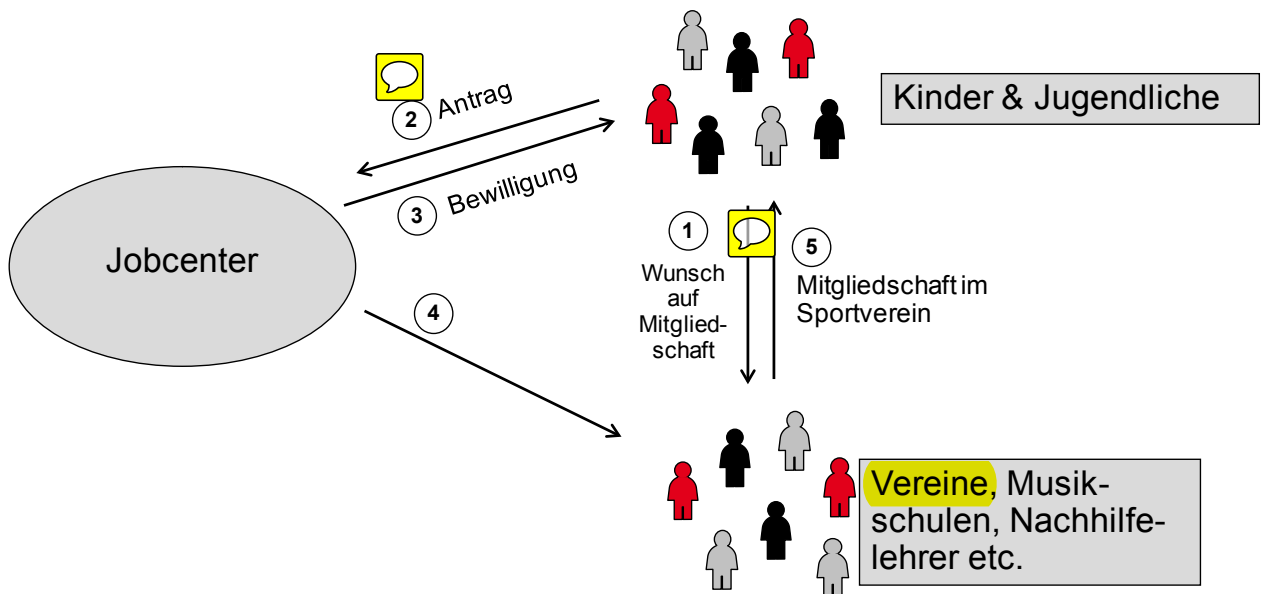 Kinder & Jugendliche
2 Antrag
3 Bewilligung
Jobcenter
1
Wunsch
auf
Mitglied-
schaft
5
Mitgliedschaft im
Sportverein
4
Vereine, Musik-
schulen, Nachhilfe-
lehrer etc.